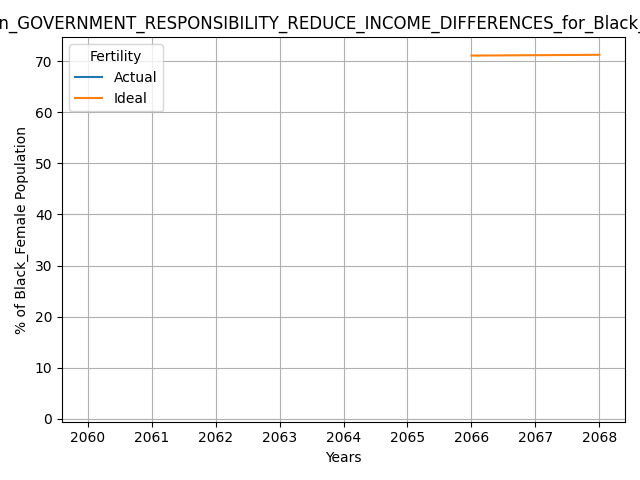 n_GOVERNMENT_RESPONSIBILITY_REDUCE_INCOME_DIFFERENCES_for_Black_
Fertility
Actual
Ideal
% of Black_Female Population
70
60
50
40
30
20
10
0
2060 2061 2062 2063 2064 2065 2066 2067 2068
Years